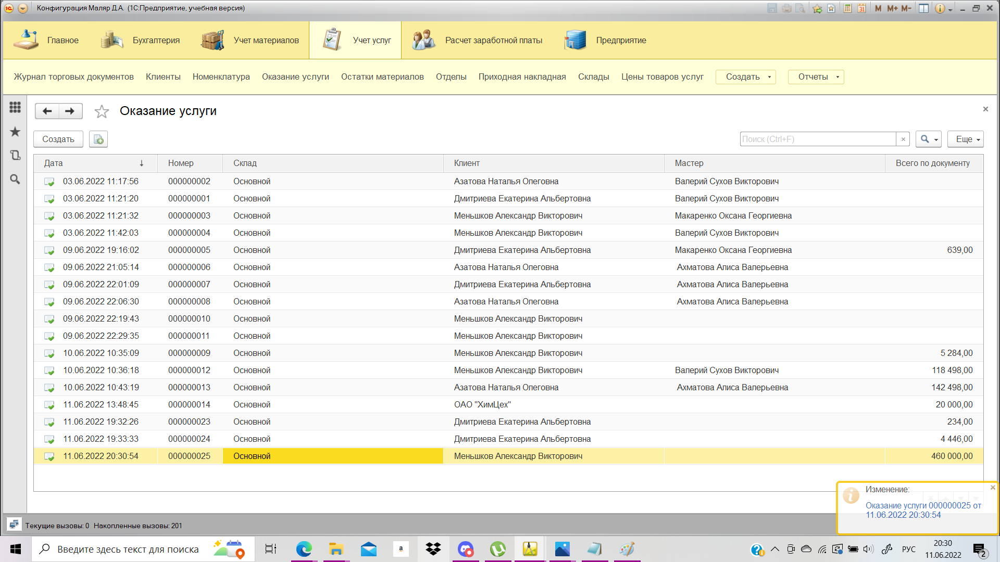 Конфигурация Маляр Д.А. (1С:Предприятие, учебная версия)
M M+ M-
Главное Бухгалтерия Учет материалов Учет услуг Расчет заработной платы Предприятие
Журнал торговых документов Клиенты Номенклатура Оказание услуги Остатки материалов Отделы Приходная накладная Склады Цены товаров услуг Создать Отчеты
Оказание услуги
Создать Поиск (Ctrl+F) Еще
Дата Номер Склад Клиент Мастер Всего по документу
03.06.2022 11:17:56 000000002 Основной Азатова Наталья Олеговна Валерий Сухов Викторович
03.06.2022 11:21:20 000000001 Основной Дмитриева Екатерина Альбертовна Валерий Сухов Викторович
03.06.2022 11:21:32 000000003 Основной Меньшков Александр Викторович Макаренко Оксана Георгиевна
03.06.2022 11:42:03 000000004 Основной Меньшков Александр Викторович Валерий Сухов Викторович
09.06.2022 19:16:02 000000005 Основной Дмитриева Екатерина Альбертовна Макаренко Оксана Георгиевна 639,00
09.06.2022 21:05:14 000000006 Основной Азатова Наталья Олеговна Ахматова Алиса Валерьевна
09.06.2022 22:01:09 000000007 Основной Дмитриева Екатерина Альбертовна Ахматова Алиса Валерьевна
09.06.2022 22:06:30 000000008 Основной Азатова Наталья Олеговна Ахматова Алиса Валерьевна
09.06.2022 22:19:43 000000010 Основной Меньшков Александр Викторович
09.06.2022 22:29:35 000000011 Основной Меньшков Александр Викторович
10.06.2022 10:35:09 000000009 Основной Меньшков Александр Викторович 5 284,00
10.06.2022 10:36:18 000000012 Основной Меньшков Александр Викторович Валерий Сухов Викторович 118 498,00
10.06.2022 10:43:19 000000013 Основной Азатова Наталья Олеговна Ахматова Алиса Валерьевна 142 498,00
11.06.2022 13:48:45 000000014 Основной ОАО "ХимЦех" 20 000,00
11.06.2022 19:32:26 000000023 Основной Дмитриева Екатерина Альбертовна 234,00
11.06.2022 19:33:33 000000024 Основной Дмитриева Екатерина Альбертовна 4 446,00
11.06.2022 20:30:54 000000025 Основной Меньшков Александр Викторович 460 000,00
Изменение:
Оказание услуги 000000025 от
11.06.2022 20:30:54
Текущие вызовы: 0 Накопленные вызовы: 201
Введите здесь текст для поиска
a
РУС
20:30
11.06.2022
2